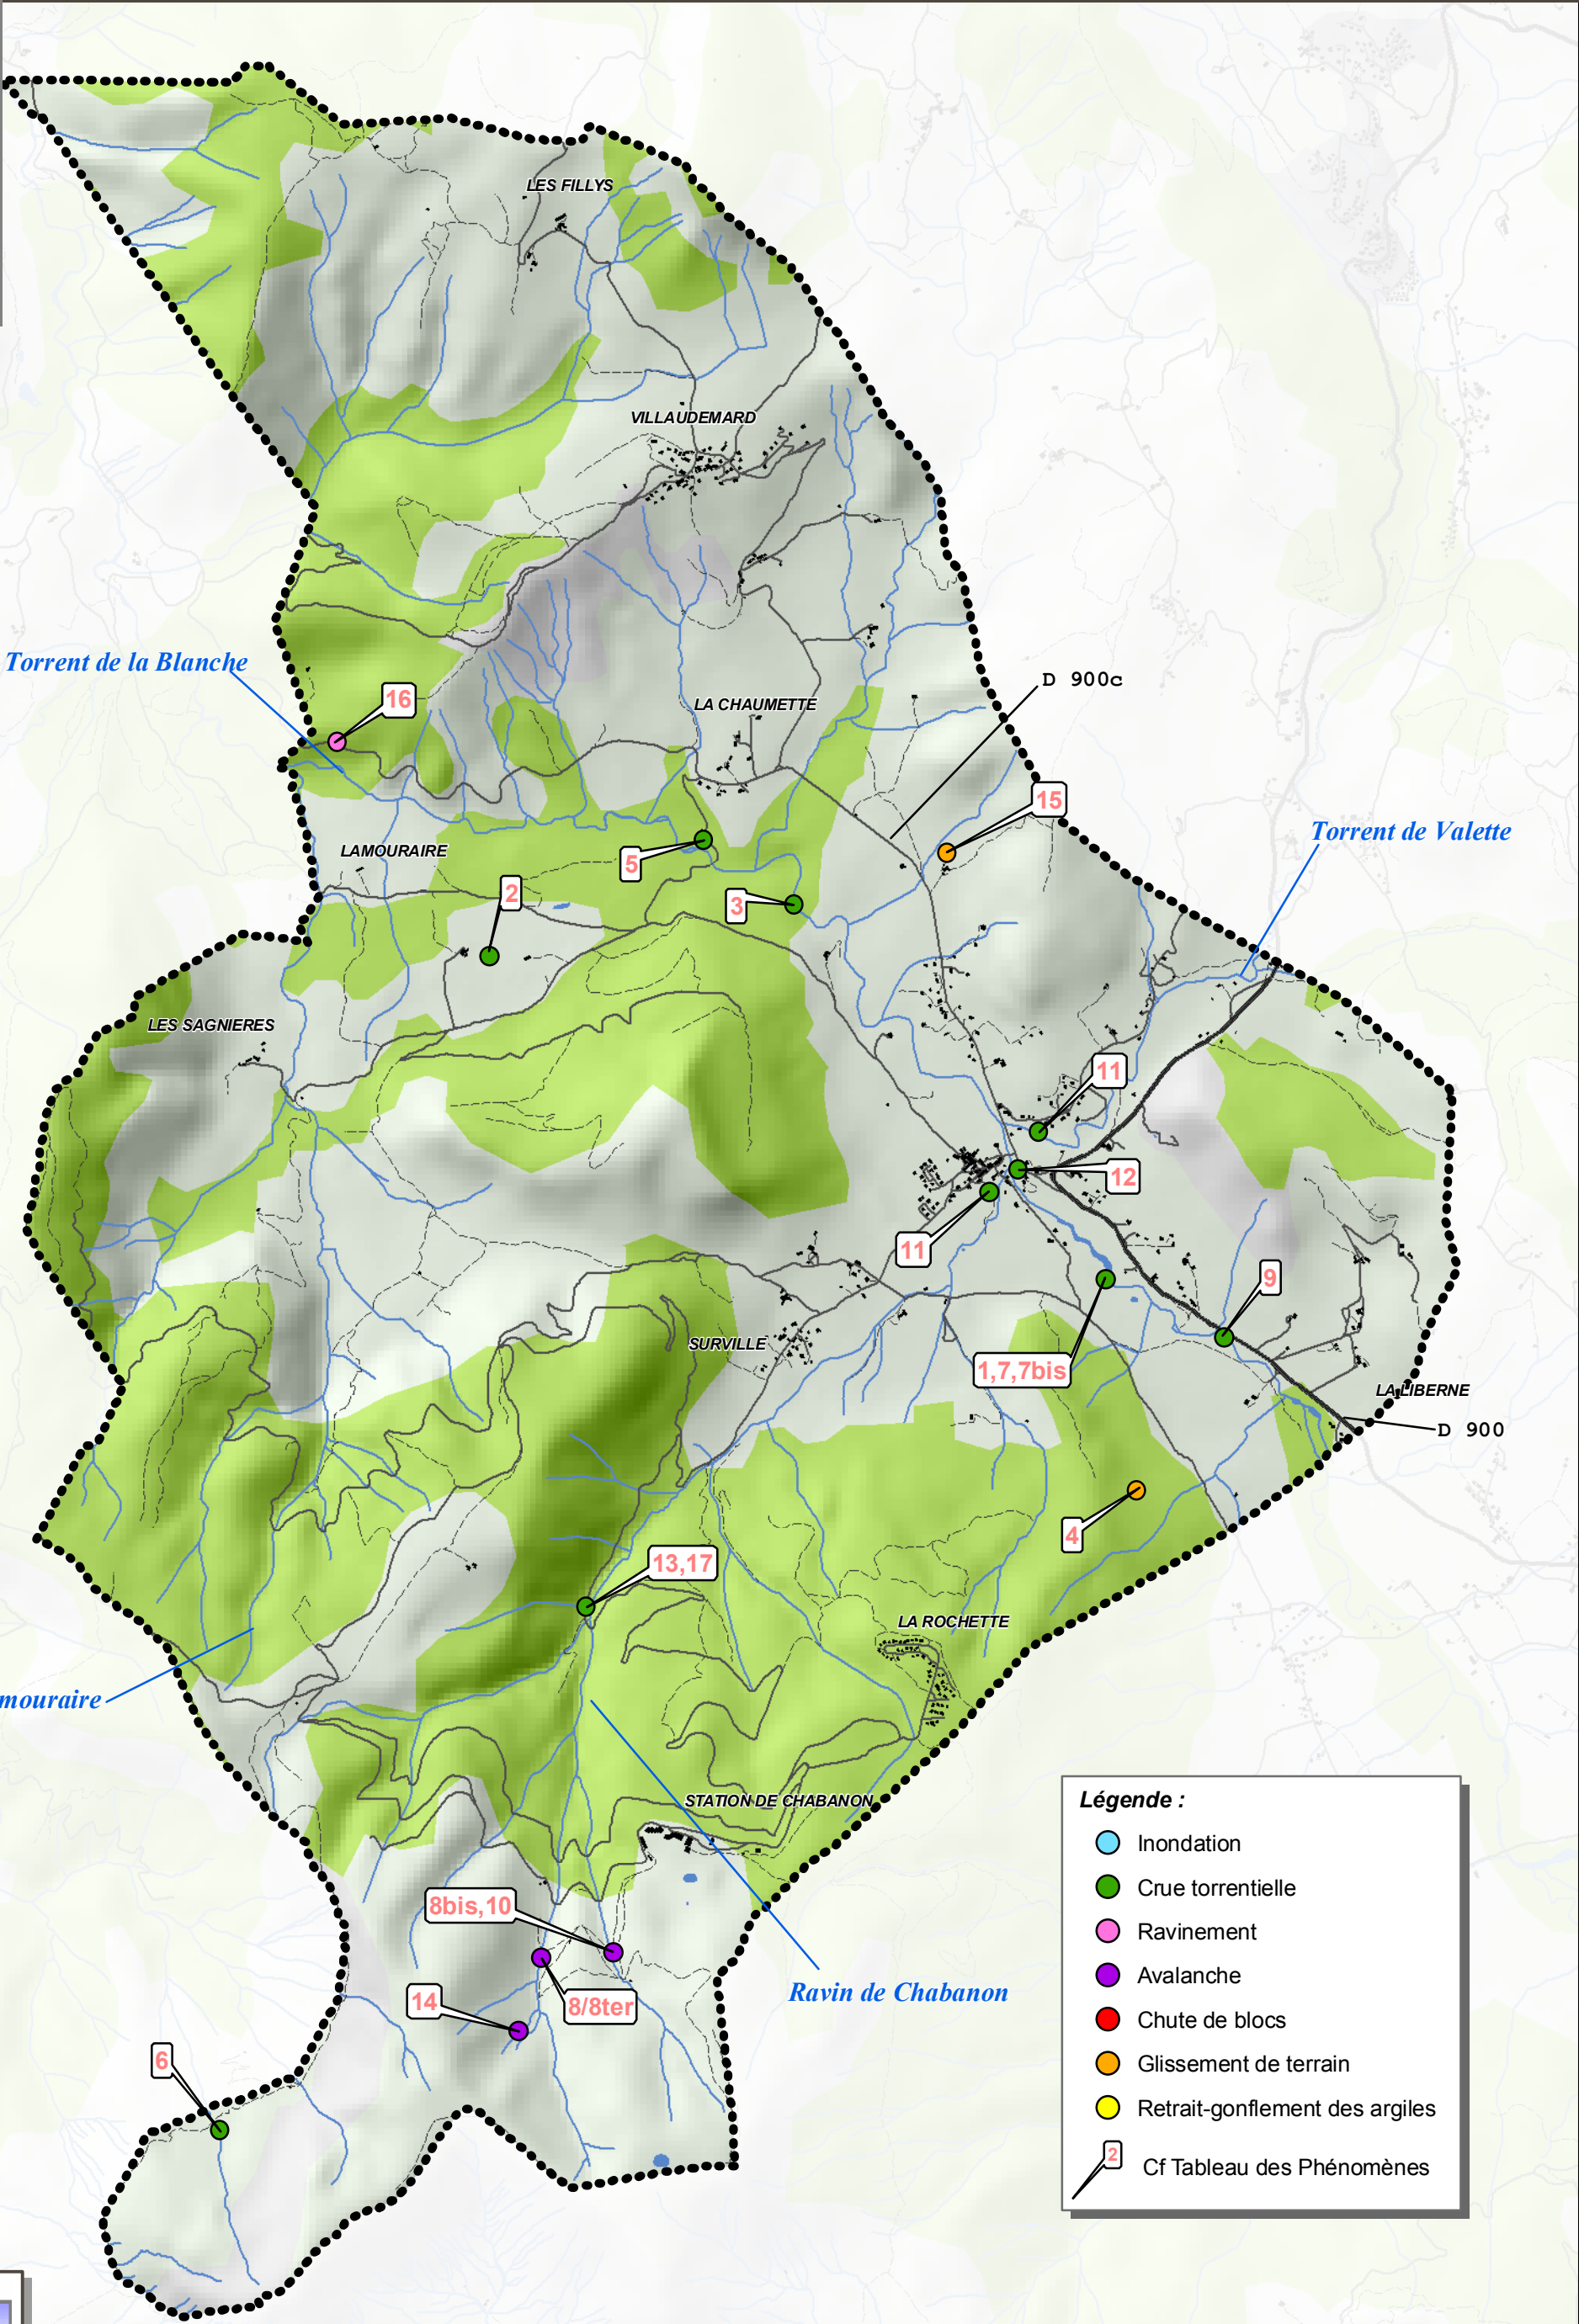 LES FILLYS
VILLAUDEMARD
Torrent de la Blanche
D 900c
16
LA CHAUMETTE
15
Torrent de Valette
LAMOURAIRE
5
2
3
LES SAGNIERES
11
12
11
9
SURVILLE
1,7,7bis
LA LIBERNE
D 900
4
13,17
LA ROCHETTE
mouraire
STATION DE CHABANON
Légende :
Inondation
Crue torrentielle
8bis,10
Ravinement
Avalanche
Ravin de Chabanon
14
8/8ter
Chute de blocs
6
Glissement de terrain
Retrait-gonflement des argiles
2
Cf Tableau des Phénomènes